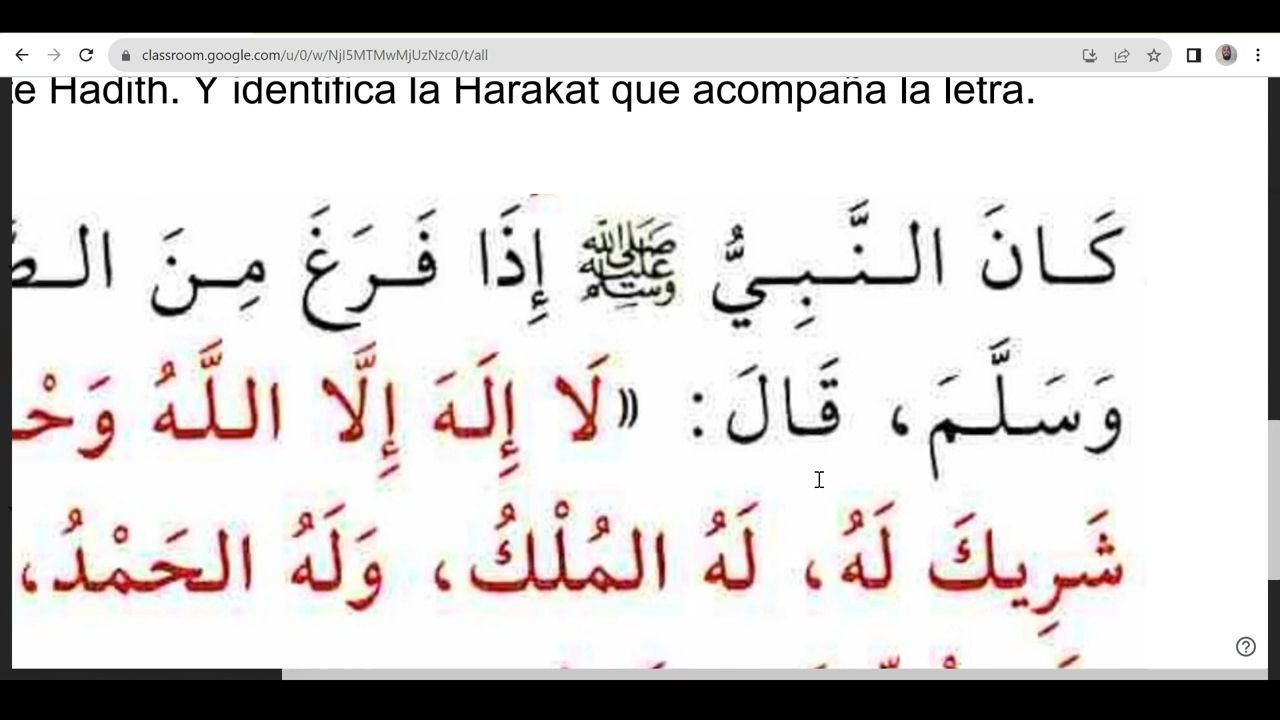 classroom.google.com/u/0/w/NjI5MTMwMjUzNzc0/t/all
te Hadith. Y identifica la Harakat que acompaña la letra.
كَانَ النَّبِيُّ ﷺ إِذَا فَرَغَ مِنَ
وَسَلَّمَ، قَالَ: «لَا إِلَهَ إِلَّا اللَّهُ
شَرِيكَ لَهُ، لَهُ المُلْكُ، وَلَهُ الحَمْدُ،